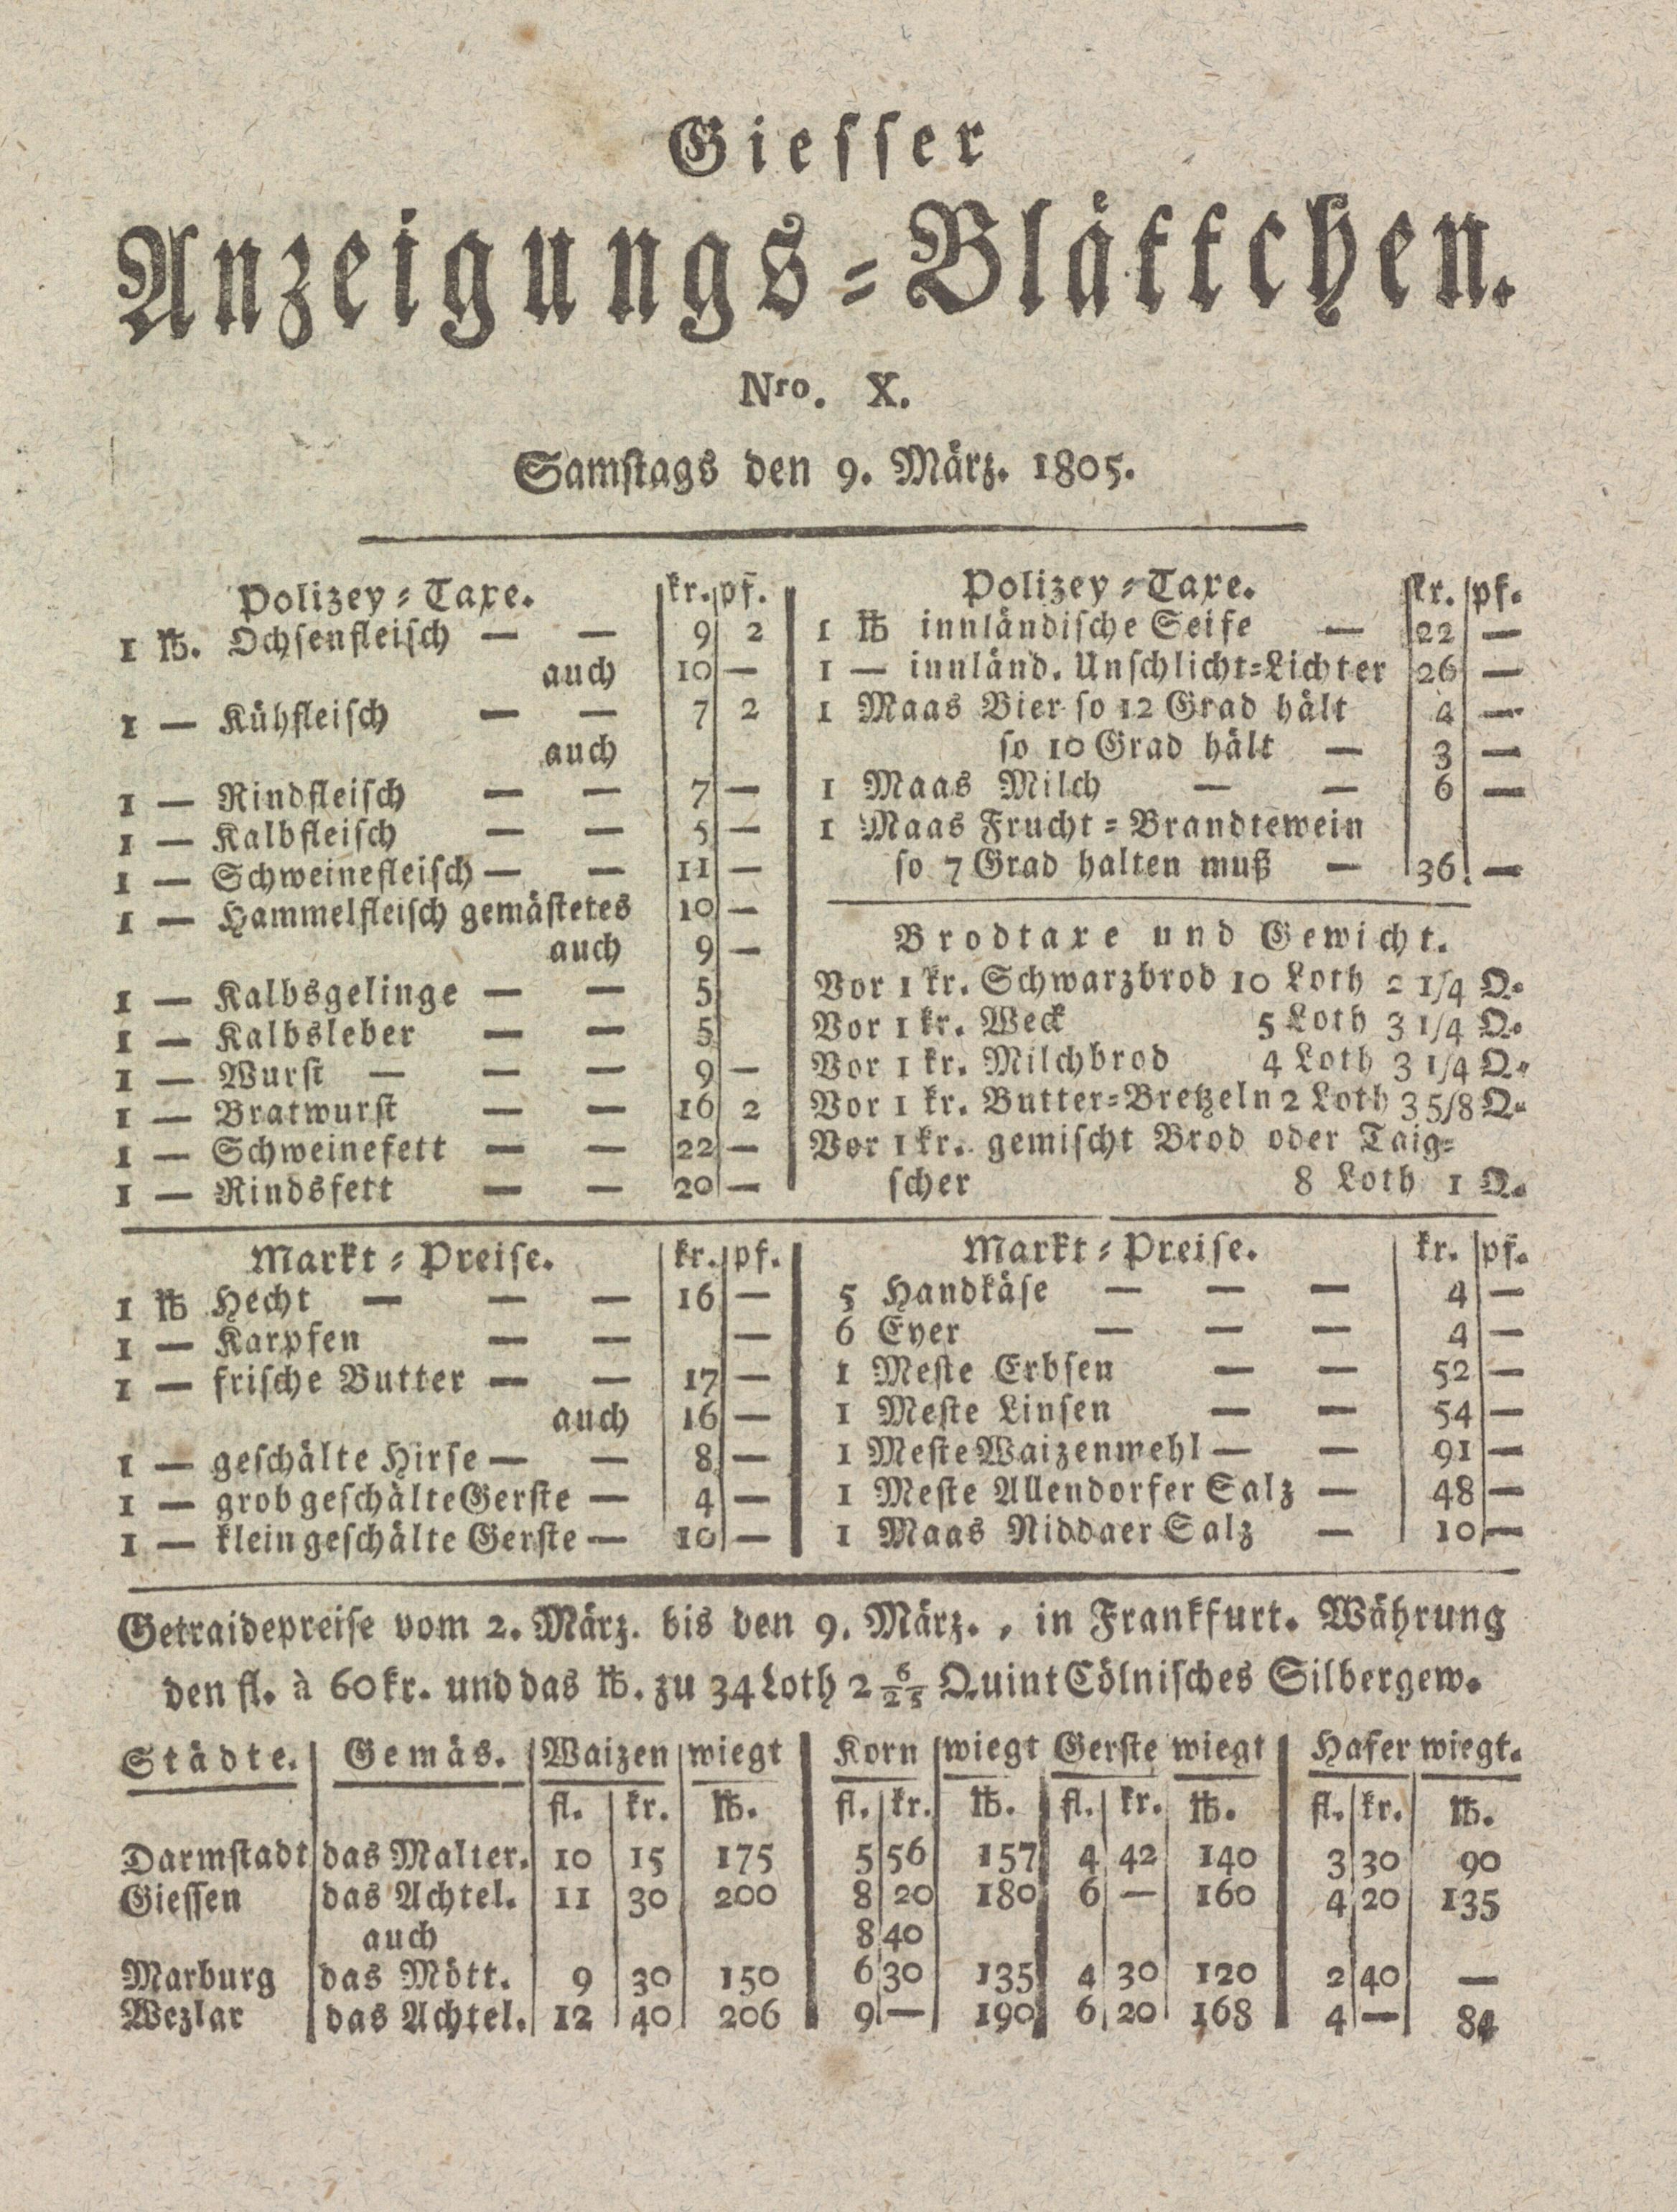 Giesser
Anzeigungs-Blättchen.
Nro. X.
Samstags den 9. März. 1805.
Polizey-Taxe. kr. pf.
1 ℔. Ochsenfleisch — — 9 2
auch 10 —
1 — Kühfleisch — — 7 2
auch
1 — Rindfleisch — — 7 —
1 — Kalbfleisch — — 5 —
1 — Schweinefleisch — — 11 —
1 — Hammelfleisch gemästetes 10 —
auch 9 —
1 — Kalbsgelinge — — 5
1 — Kalbsleber — — 5
1 — Wurst — — — 9 —
1 — Bratwurst — — 16 2
1 — Schweinefett — — 22 —
1 — Rindsfett — — 20 —
Polizey-Taxe. kr. pf.
1 ℔ innländische Seife — 22 —
1 — innländ. Unschlicht-Lichter 26 —
1 Maas Bier so 12 Grad hält 4 —
so 10 Grad hält — 3 —
1 Maas Milch — — 6 —
1 Maas Frucht-Brandtewein
so 7 Grad halten muß — 36 —
Brodtaxe und Gewicht.
Vor 1 kr. Schwarzbrod 10 Loth 2 1/4 Q.
Vor 1 kr. Weck 5 Loth 3 1/4 Q.
Vor 1 kr. Milchbrod 4 Loth 3 1/4 Q.
Vor 1 kr. Butter-Bretzeln 2 Loth 3 5/8 Q.
Vor 1 kr. gemischt Brod oder Taig-
scher 8 Loth 1 Q.
Markt-Preise. kr. pf.
1 ℔ Hecht — — — 16 —
1 — Karpfen — — —
1 — frische Butter — — 17 —
auch 16 —
1 — geschälte Hirse — — 8 —
1 — grob geschälte Gerste — 4 —
1 — klein geschälte Gerste — 10 —
Markt-Preise. kr. pf.
5 Handkäse — — — 4 —
6 Eyer — — — 4 —
1 Meste Erbsen — — 52 —
1 Meste Linsen — — 54 —
1 Meste Waizenmehl — — 91 —
1 Meste Allendorfer Salz — 48 —
1 Maas Niddaer Salz — 10 —
Getraidepreise vom 2. März. bis den 9. März., in Frankfurt. Währung
den fl. à 60 kr. und das ℔. zu 34 Loth 2 6/25 Quint Cölnisches Silbergew.
Städte. Gemäs. Waizen wiegt Korn wiegt Gerste wiegt Hafer wiegt.
fl. kr. ℔. fl. kr. ℔. fl. kr. ℔. fl. kr. ℔.
Darmstadt das Malter. 10 15 175 5 56 157 4 42 140 3 30 90
Giessen das Achtel. 11 30 200 8 20 180 6 — 160 4 20 135
auch 8 40
Marburg das Mött. 9 30 150 6 30 135 4 30 120 2 40 —
Wezlar das Achtel. 12 40 206 9 — 190 6 20 168 4 — 84